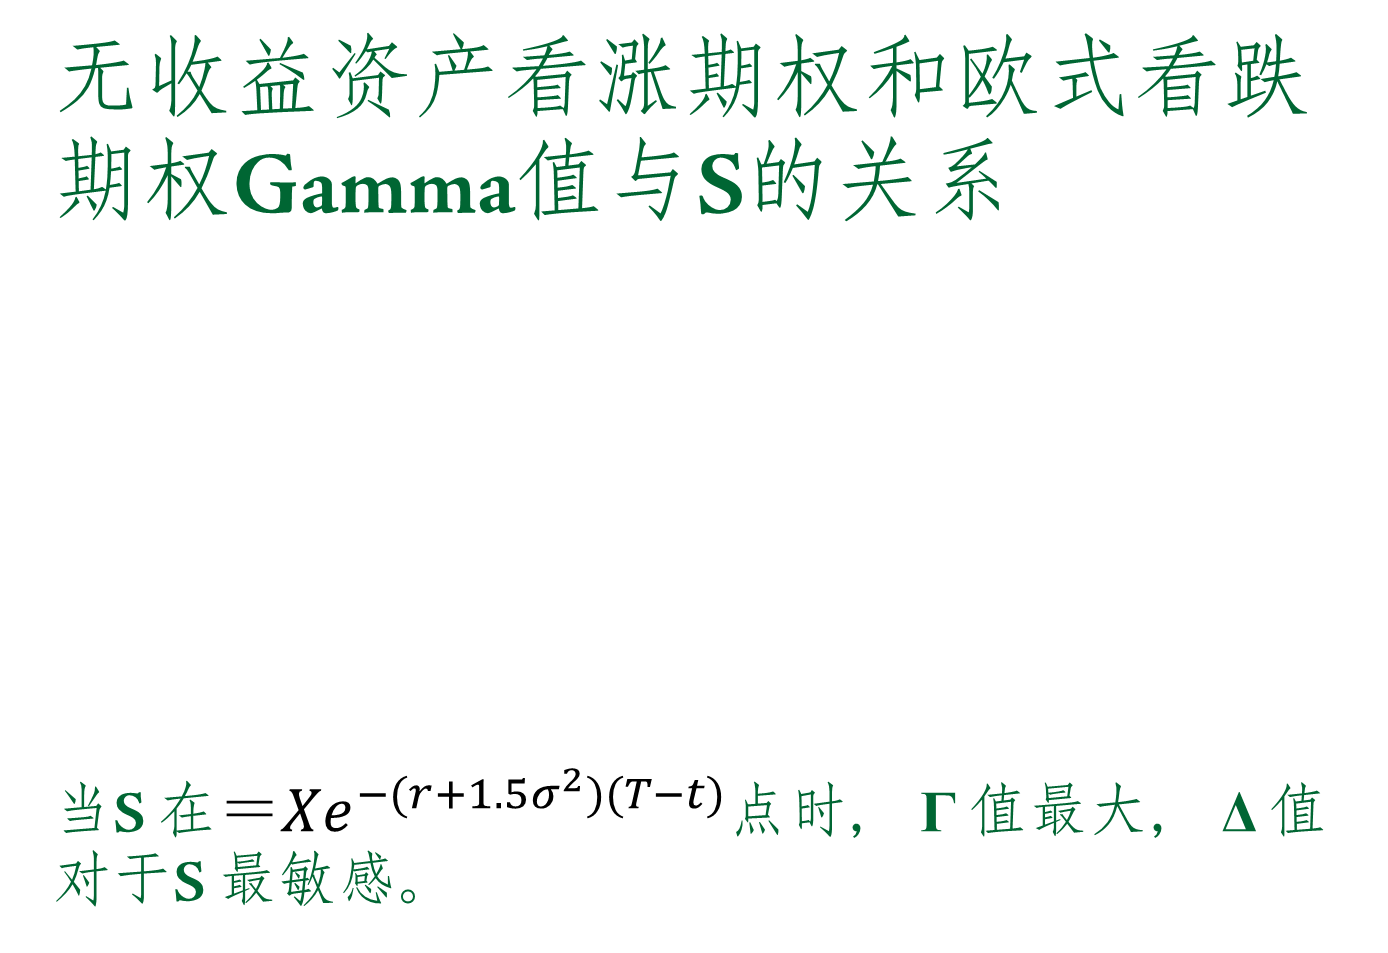 无收益资产看涨期权和欧式看跌
期权Gamma值与S的关系
当S 在=Xe^{-(r+1.5σ^2)(T-t)}点时， Γ 值最大， Δ 值
对于S 最敏感。